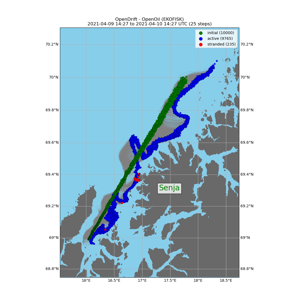 OpenDrift - OpenOil (EKOFISK)
2021-04-09 14:27 to 2021-04-10 14:27 UTC (25 steps)
initial (10000)
active (9765)
stranded (235)
70.2°N
70.2°N
70°N
70°N
69.8°N
69.8°N
69.6°N
69.6°N
69.4°N
69.4°N
Senja
69.2°N
69.2°N
69°N
69°N
68.8°N
68.8°N
16°E
16.5°E
17°E
17.5°E
18°E
18.5°E